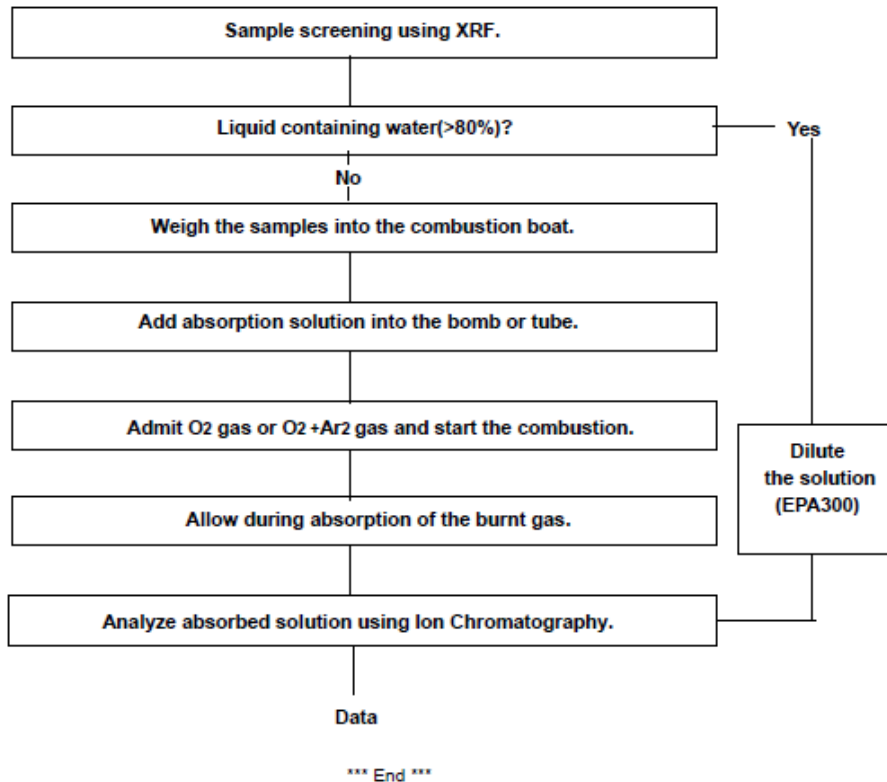 Sample screening using XRF.
Liquid containing water(>80%)?
Yes
No
Weigh the samples into the combustion boat.
Add absorption solution into the bomb or tube.
Admit O2 gas or O2 +Ar2 gas and start the combustion.
Dilute
the solution
(EPA300)
Allow during absorption of the burnt gas.
Analyze absorbed solution using Ion Chromatography.
Data
*** End ***